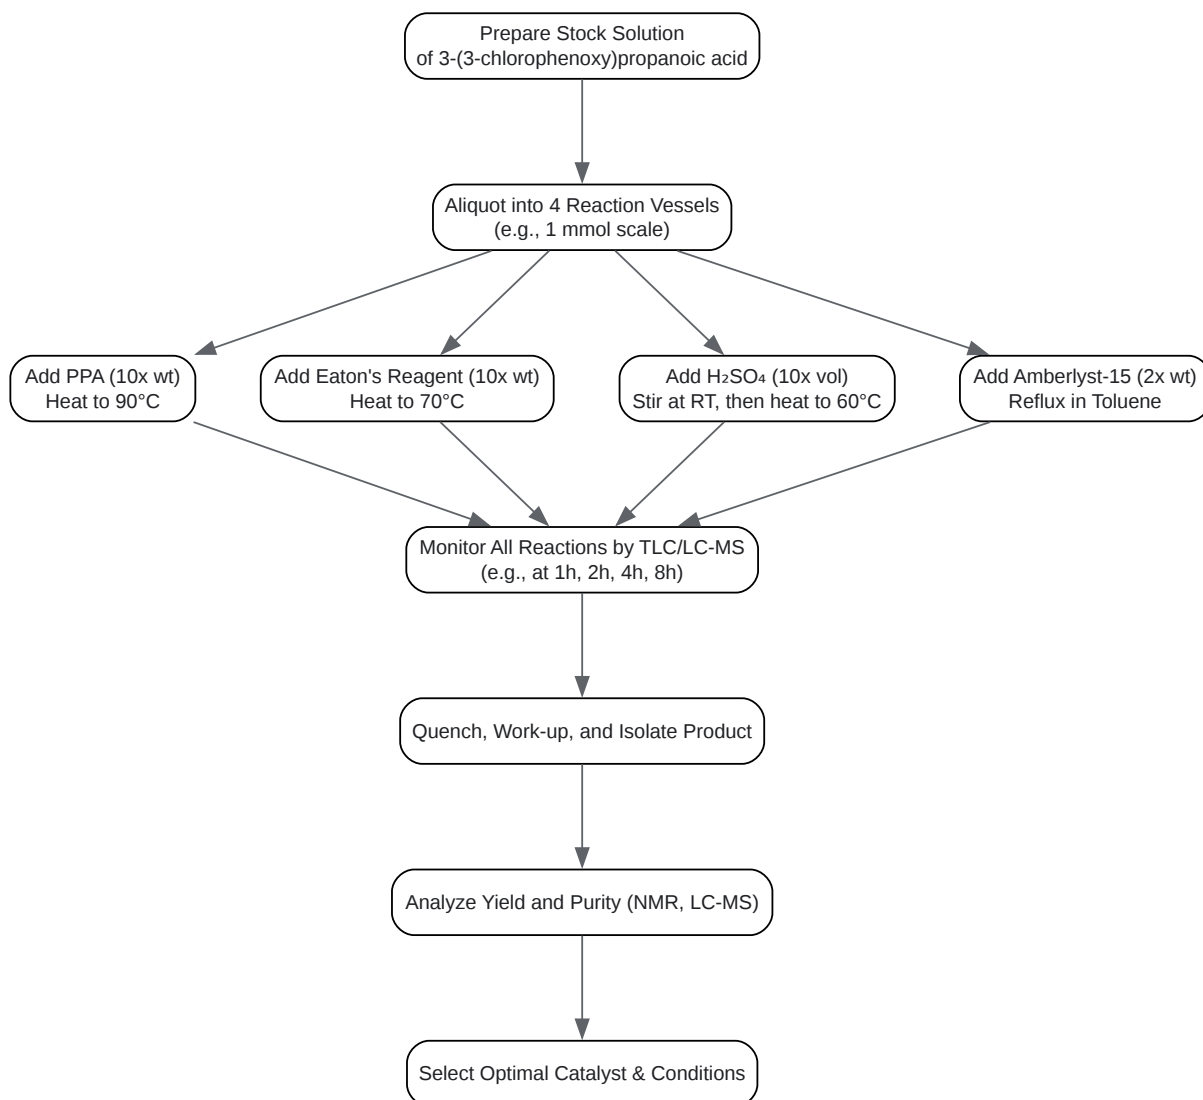 Prepare Stock Solution
of 3-(3-chlorophenoxy)propanoic acid
Aliquot into 4 Reaction Vessels
(e.g., 1 mmol scale)
Add PPA (10x wt)
Heat to 90°C
Add Eaton's Reagent (10x wt)
Heat to 70°C
Add H₂SO₄ (10x vol)
Stir at RT, then heat to 60°C
Add Amberlyst-15 (2x wt)
Reflux in Toluene
Monitor All Reactions by TLC/LC-MS
(e.g., at 1h, 2h, 4h, 8h)
Quench, Work-up, and Isolate Product
Analyze Yield and Purity (NMR, LC-MS)
Select Optimal Catalyst & Conditions